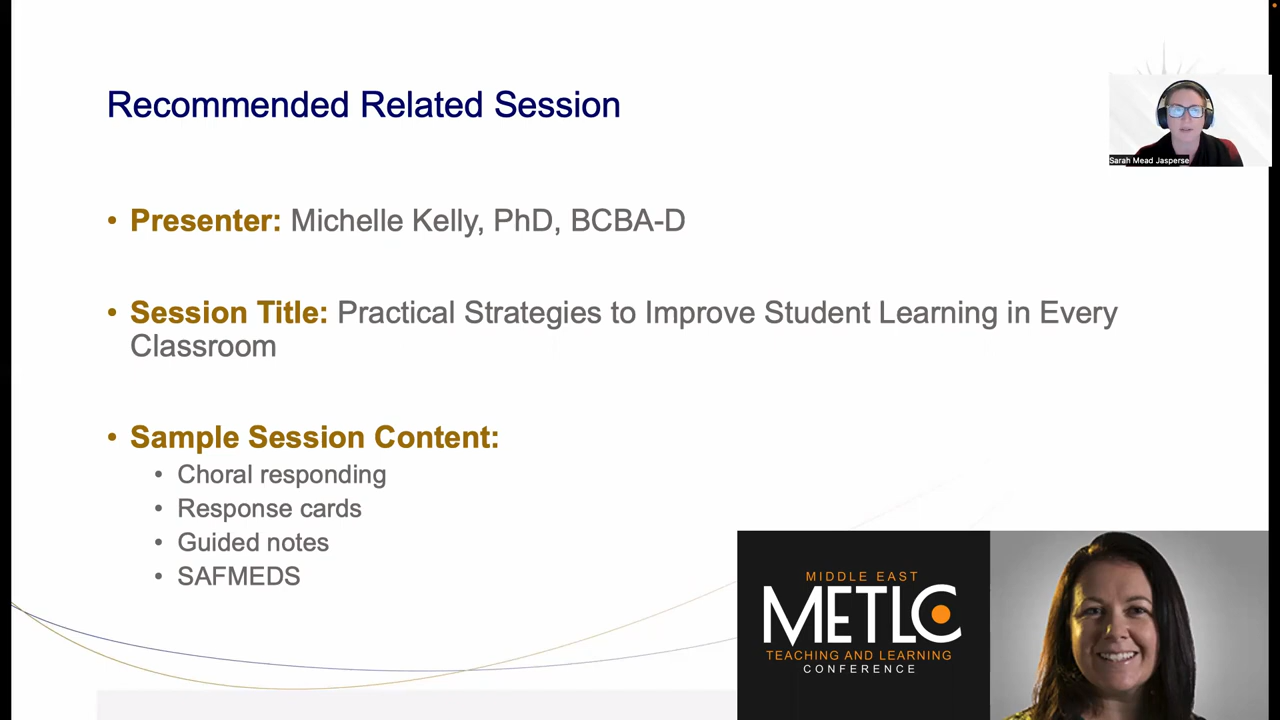 Recommended Related Session
Sarah Mead Jasperse
• Presenter: Michelle Kelly, PhD, BCBA-D
• Session Title: Practical Strategies to Improve Student Learning in Every
Classroom
• Sample Session Content:
• Choral responding
• Response cards
• Guided notes
• SAFMEDS
MIDDLE EAST
METLC
TEACHING AND LEARNING
CONFERENCE